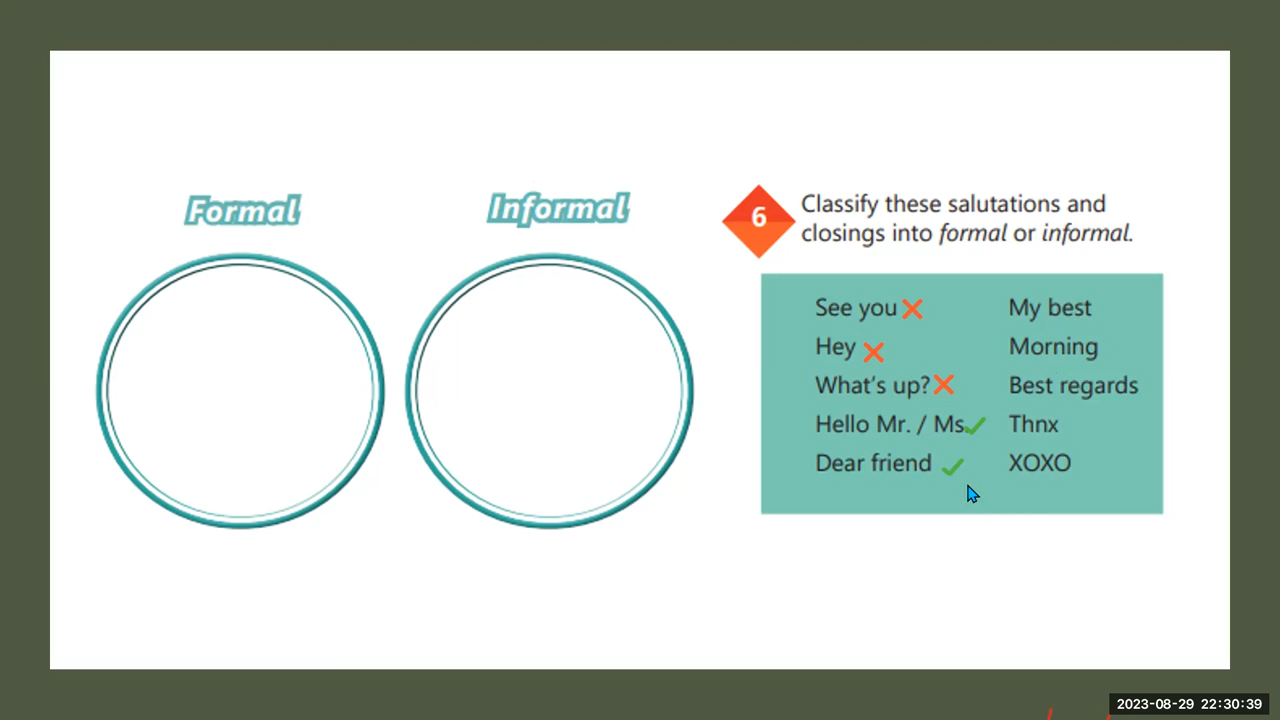 Formal
Informal
6
Classify these salutations and
closings into formal or informal.
See you
Hey
What's up?
Hello Mr. / Ms.
Dear friend
My best
Morning
Best regards
Thnx
XOXO
2023-08-29 22:30:39